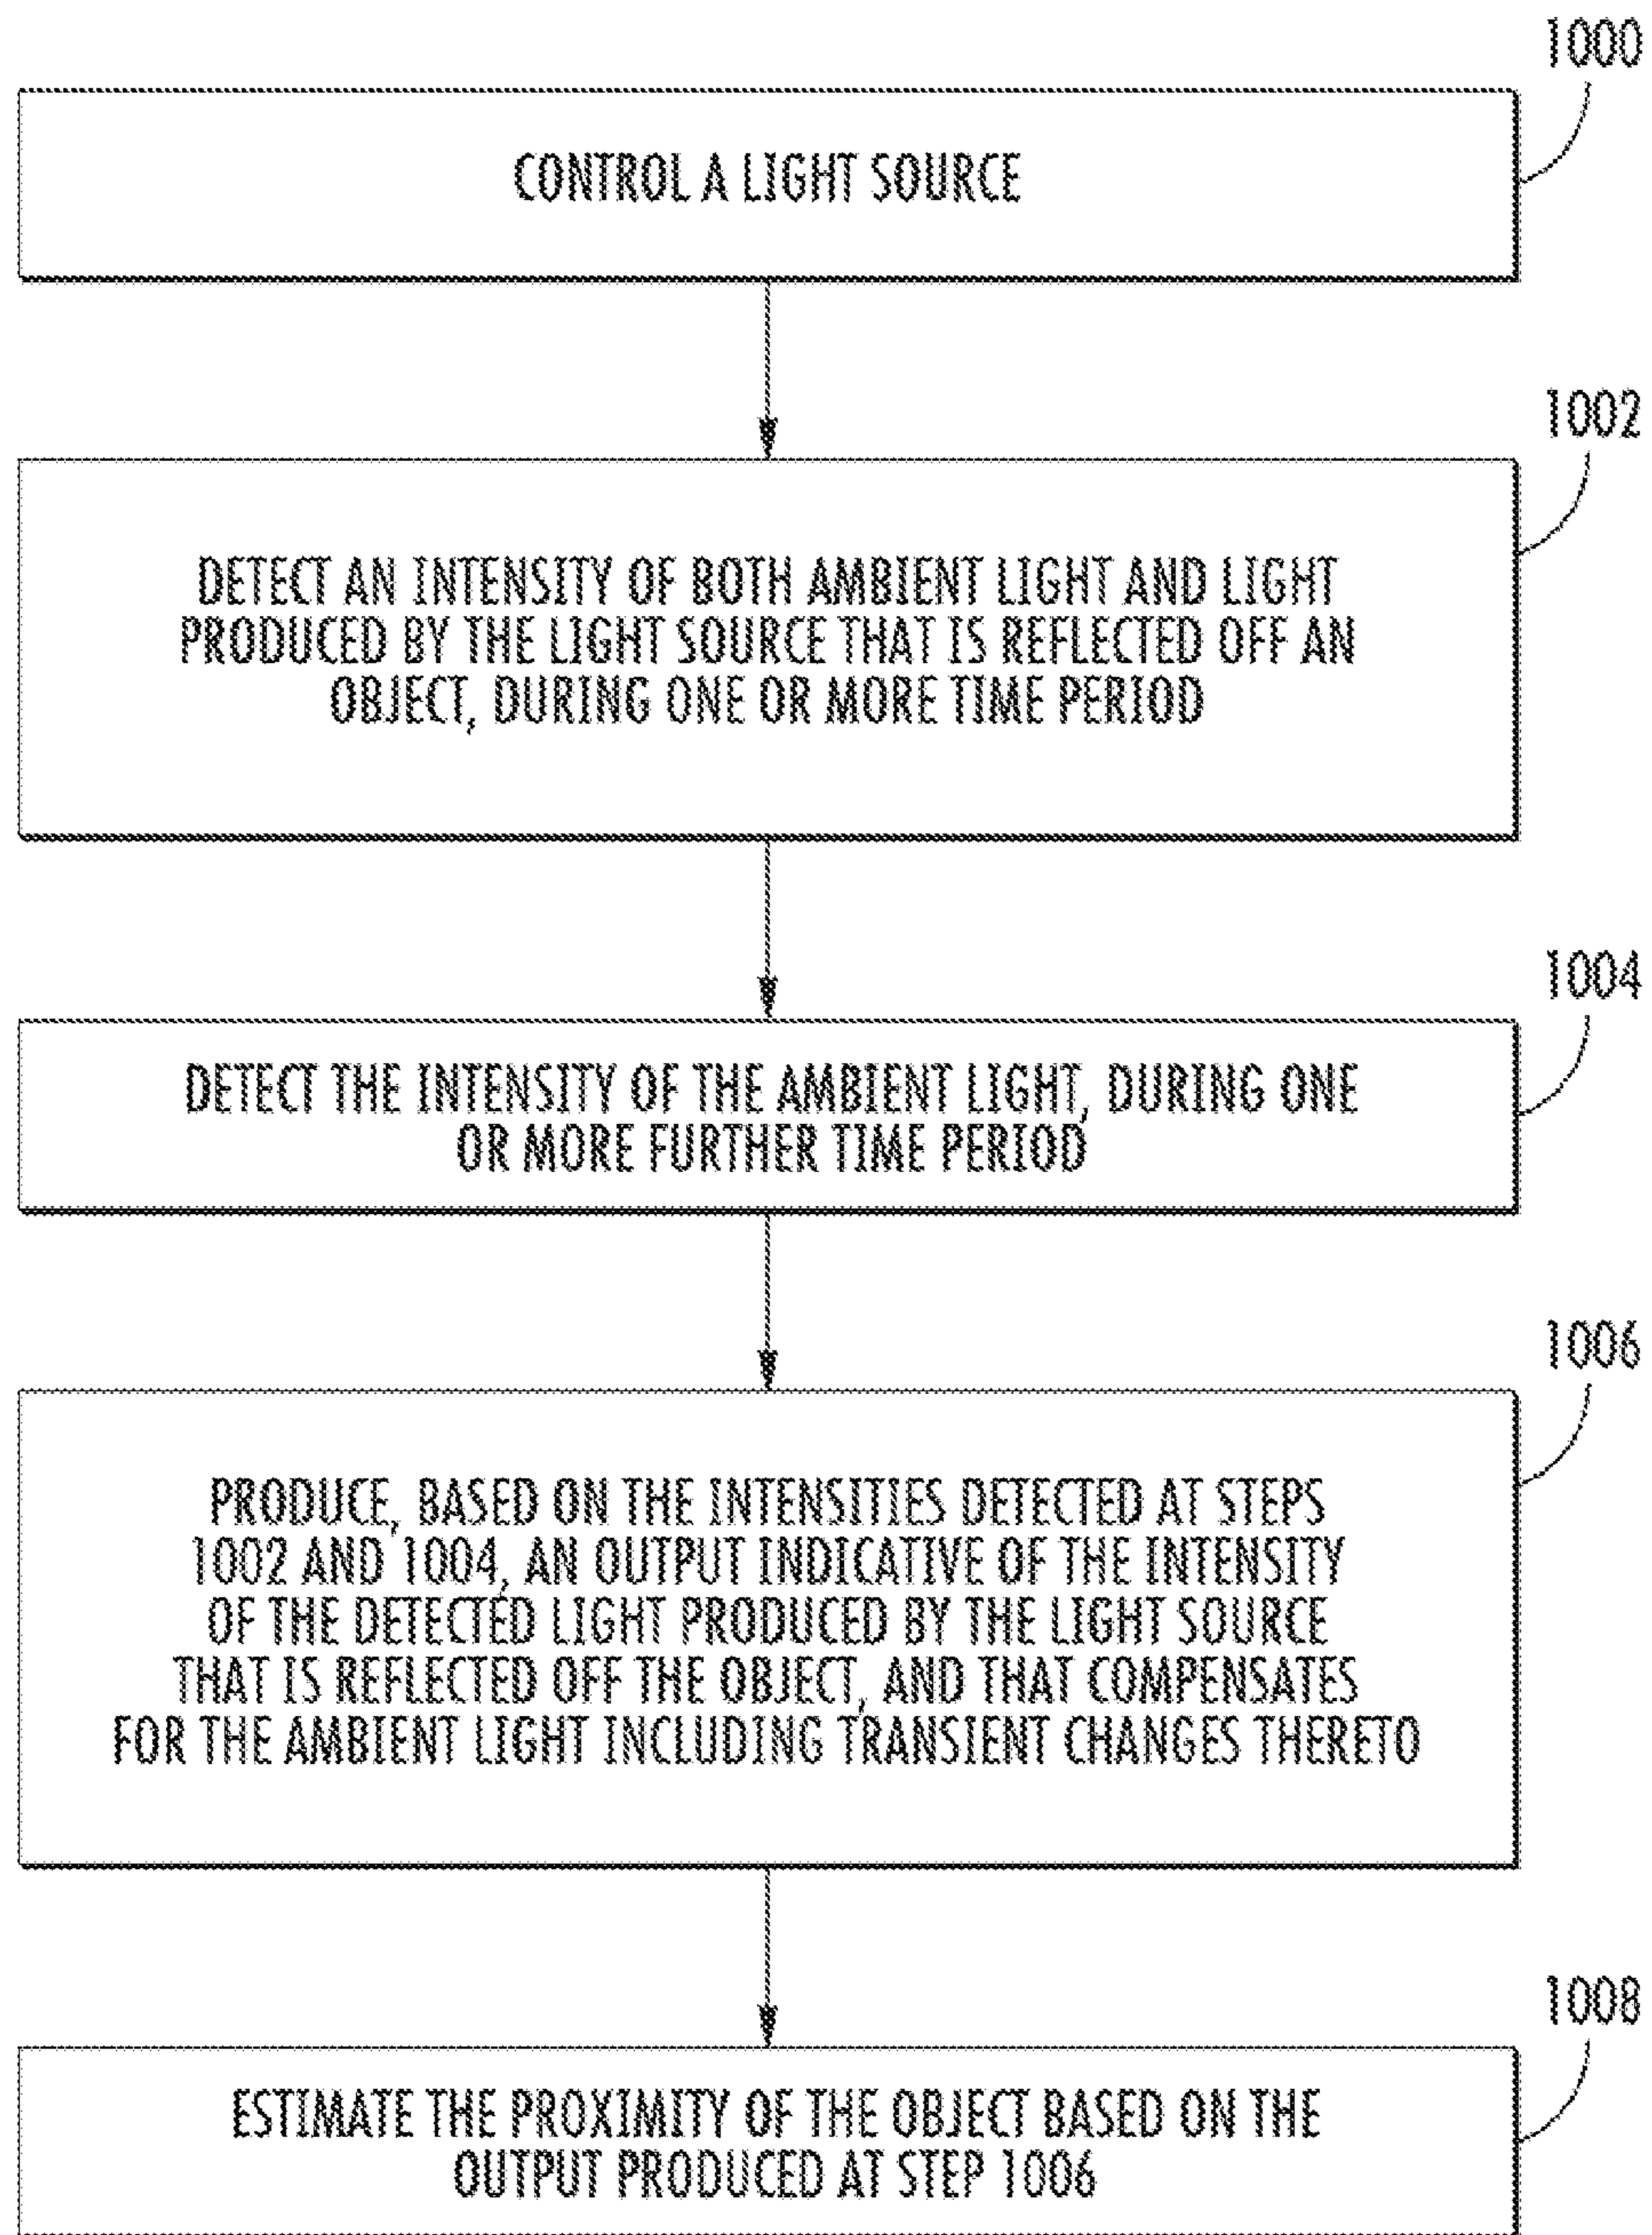 1000
CONTROL A LIGHT SOURCE
1002
DETECT AN INTENSITY OF BOTH AMBIENT LIGHT AND LIGHT
PRODUCED BY THE LIGHT SOURCE THAT IS REFLECTED OFF AN
OBJECT, DURING ONE OR MORE TIME PERIOD
1004
DETECT THE INTENSITY OF THE AMBIENT LIGHT, DURING ONE
OR MORE FURTHER TIME PERIOD
1006
PRODUCE, BASED ON THE INTENSITIES DETECTED AT STEPS
1002 AND 1004, AN OUTPUT INDICATIVE OF THE INTENSITY
OF THE DETECTED LIGHT PRODUCED BY THE LIGHT SOURCE
THAT IS REFLECTED OFF THE OBJECT, AND THAT COMPENSATES
FOR THE AMBIENT LIGHT INCLUDING TRANSIENT CHANGES THERETO
1008
ESTIMATE THE PROXIMITY OF THE OBJECT BASED ON THE
OUTPUT PRODUCED AT STEP 1006